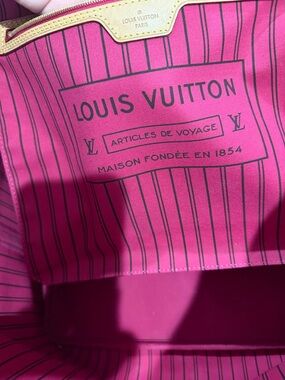 LOUIS VUITTON
PARIS
LOUIS VUITTON
LV ARTICLES DE VOYAGE LV
MAISON FONDÉE EN 1854